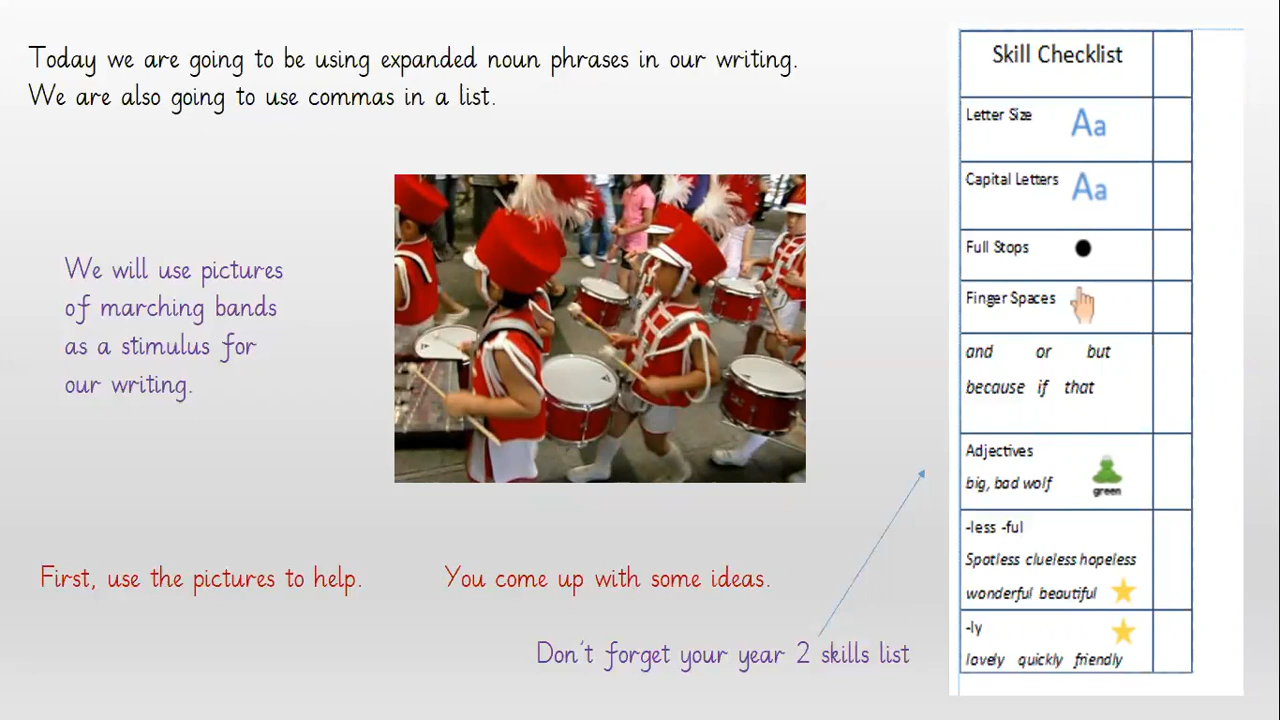 Today we are going to be using expanded noun phrases in our writing.
We are also going to use commas in a list.
We will use pictures
of marching bands
as a stimulus for
our writing.
First, use the pictures to help.
You come up with some ideas.
Don't forget your year 2 skills list
Skill Checklist
Letter Size Aa
Capital Letters Aa
Full Stops
Finger Spaces
and or but
because if that
Adjectives
big, bad wolf
green
-less -ful
Spotless clueless hopeless
wonderful beautiful
-ly
lovely quickly friendly